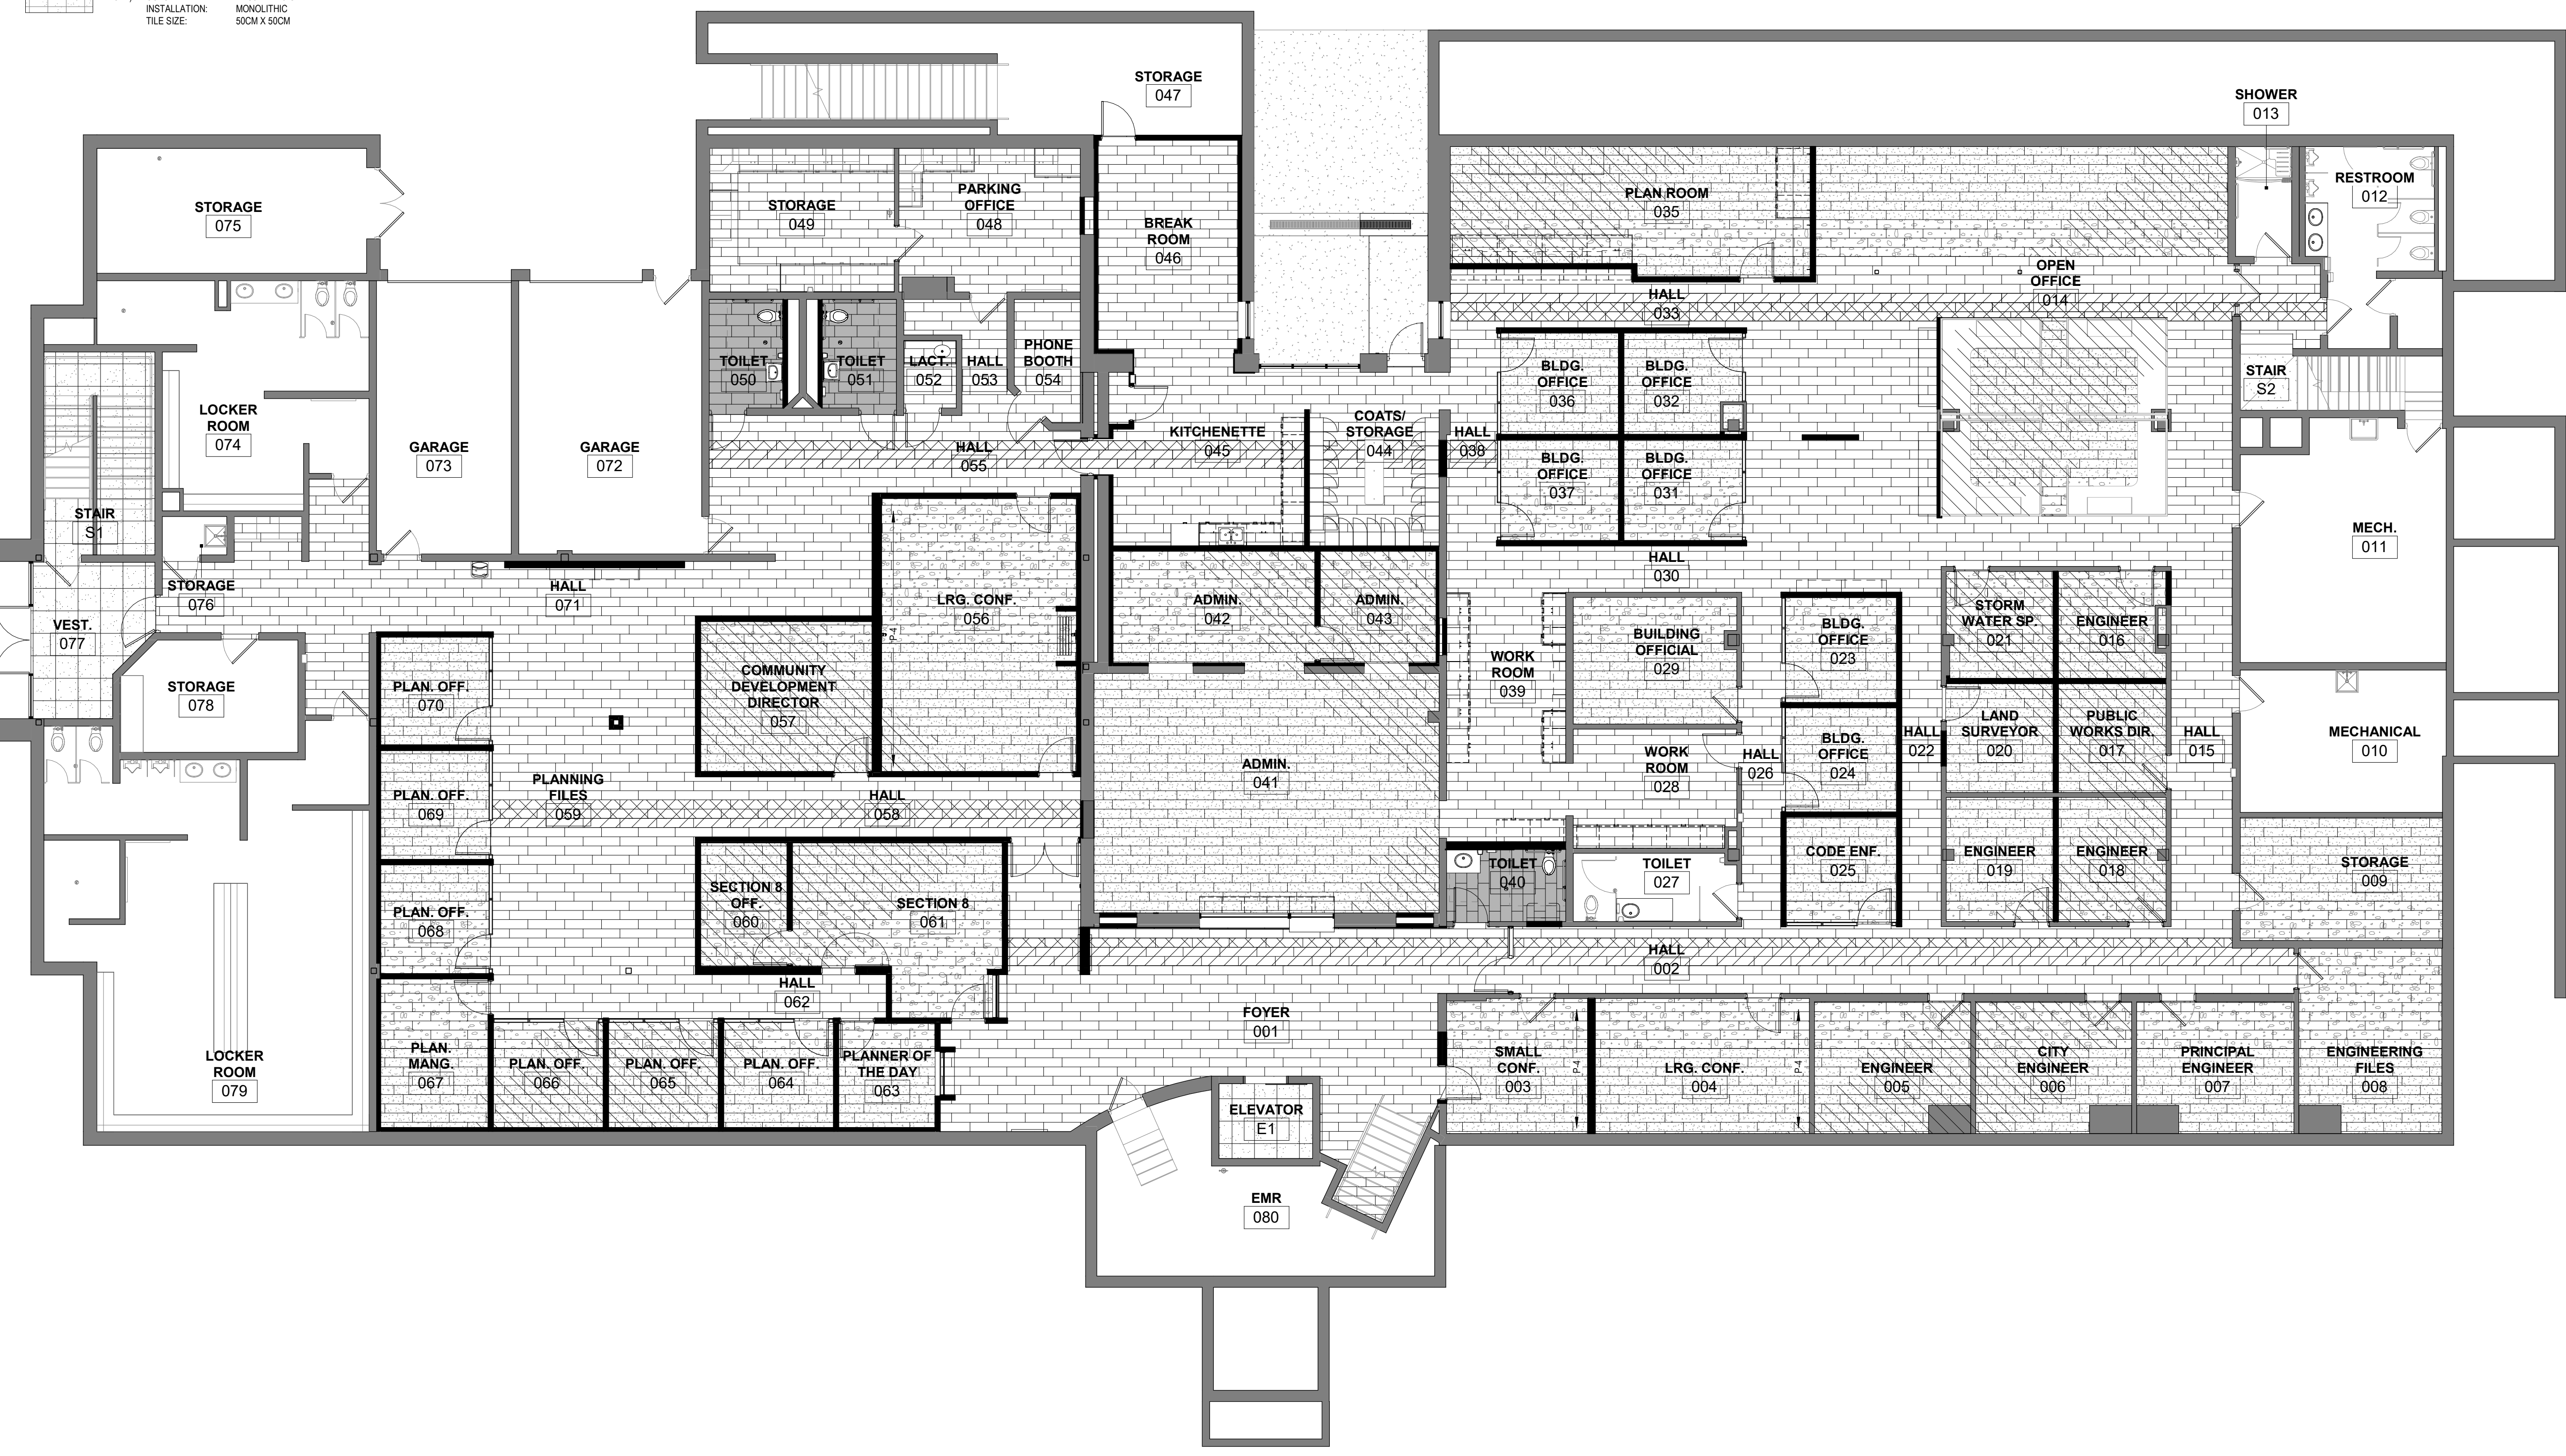 INSTALLATION: MONOLITHIC
TILE SIZE: 50CM X 50CM
STORAGE
047
SHOWER
013
STORAGE
075
STORAGE
049
PARKING
OFFICE
048
BREAK
ROOM
046
PLAN ROOM
035
RESTROOM
012
OPEN
OFFICE
014
HALL
033
TOILET
050
TOILET
051
LACT.
052
HALL
053
PHONE
BOOTH
054
BLDG.
OFFICE
036
BLDG.
OFFICE
032
STAIR
S2
LOCKER
ROOM
074
GARAGE
073
GARAGE
072
HALL
055
KITCHENETTE
045
COATS/
STORAGE
044
HALL
038
BLDG.
OFFICE
037
BLDG.
OFFICE
031
STAIR
S1
MECH.
011
STORAGE
076
HALL
071
LRG. CONF.
056
P-4
ADMIN.
042
ADMIN.
043
HALL
030
VEST.
077
STORM
WATER SP.
021
ENGINEER
016
BLDG.
OFFICE
023
BUILDING
OFFICIAL
029
WORK
ROOM
039
STORAGE
078
PLAN. OFF.
070
COMMUNITY
DEVELOPMENT
DIRECTOR
057
LAND
SURVEYOR
020
PUBLIC
WORKS DIR.
017
HALL
022
HALL
015
MECHANICAL
010
PLAN. OFF.
069
PLANNING
FILES
059
HALL
058
ADMIN.
041
WORK
ROOM
028
HALL
026
BLDG.
OFFICE
024
PLAN. OFF.
068
SECTION 8
OFF.
060
SECTION 8
061
TOILET
040
TOILET
027
CODE ENF.
025
ENGINEER
019
ENGINEER
018
STORAGE
009
HALL
062
HALL
002
FOYER
001
LOCKER
ROOM
079
PLAN.
MANG.
067
PLAN. OFF.
066
PLAN. OFF.
065
PLAN. OFF.
064
PLANNER OF
THE DAY
063
SMALL
CONF.
003
P-4
LRG. CONF.
004
P-4
ENGINEER
005
CITY
ENGINEER
006
PRINCIPAL
ENGINEER
007
ENGINEERING
FILES
008
ELEVATOR
E1
EMR
080